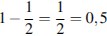 1 − 1/2 = 1/2 = 0,5